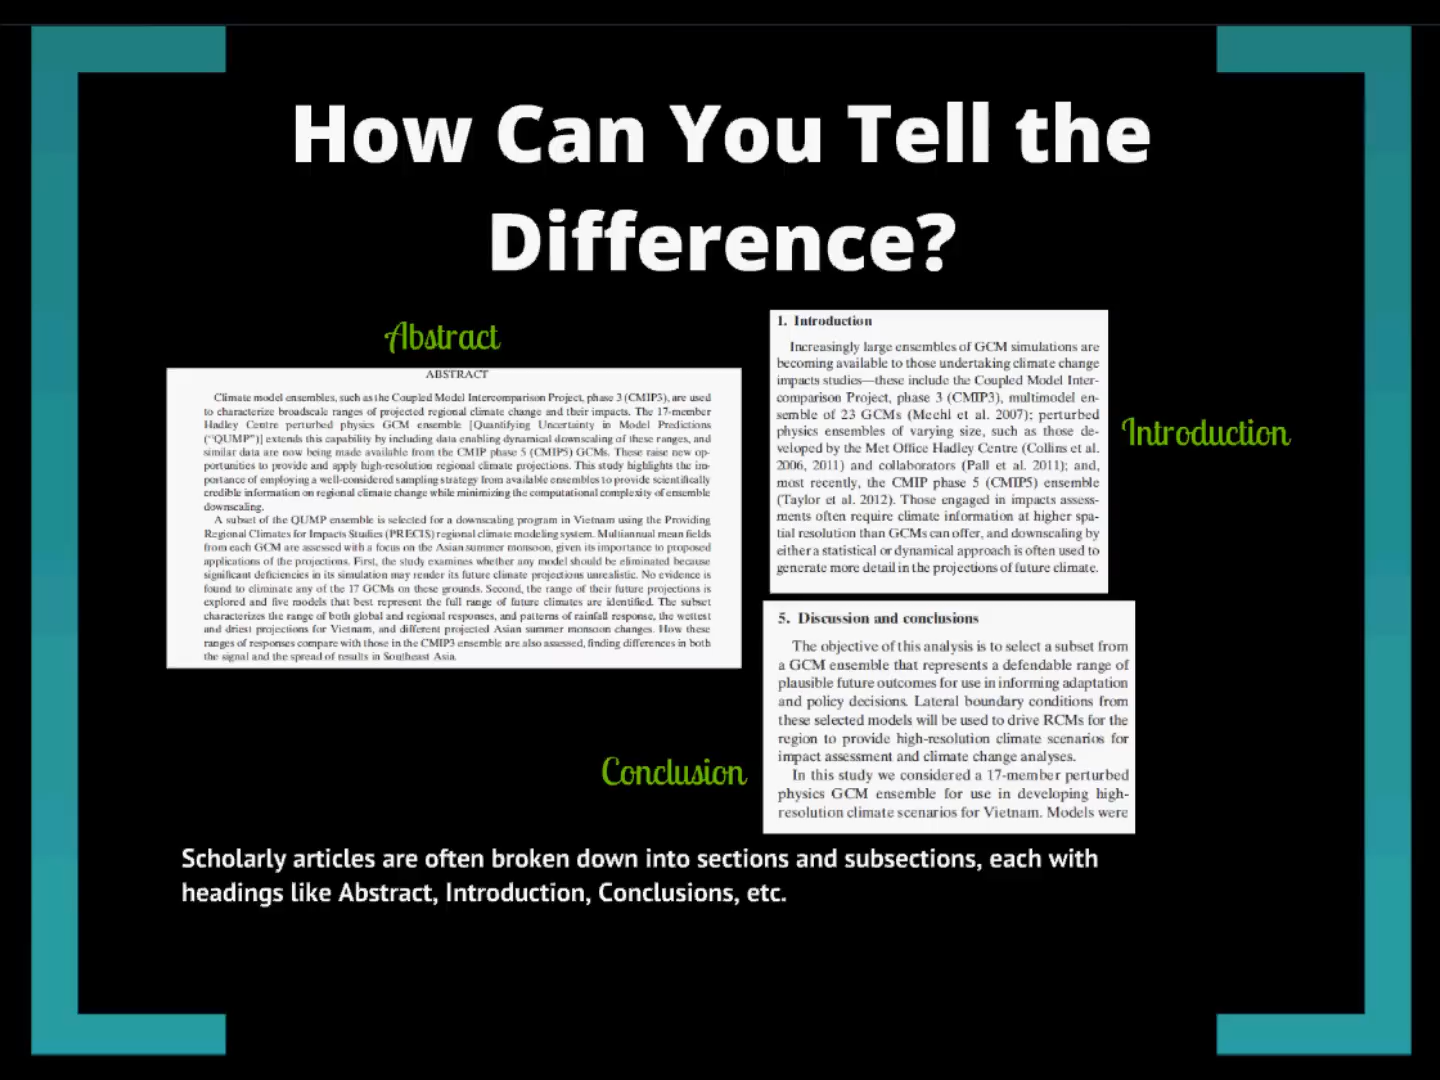 How Can You Tell the
Difference?
Abstract
ABSTRACT
Climate model ensembles, such as the Coupled Model Intercomparison Project, phase 3 (CMIP3), are used
to characterize broadscale ranges of projected regional climate change and their impacts. The 17-member
Hadley Centre perturbed physics GCM ensemble [Quantifying Uncertainty in Model Predictions
(“QUMP”)] extends this capability by including data enabling dynamical downscaling of these ranges, and
similar data are now being made available from the CMIP phase 5 (CMIP5) GCMs. These raise new op-
portunities to provide and apply high-resolution regional climate projections. This study highlights the im-
portance of employing a well-considered sampling strategy from available ensembles to provide scientifically
credible information on regional climate change while minimizing the computational complexity of ensemble
downscaling.
A subset of the QUMP ensemble is selected for a downscaling program in Vietnam using the Providing
Regional Climates for Impacts Studies (PRECIS) regional climate modeling system. Multiannual mean fields
from each GCM are assessed with a focus on the Asian summer monsoon, given its importance to proposed
applications of the projections. First, the study examines whether any model should be eliminated because
significant deficiencies in its simulation may render its future climate projections unrealistic. No evidence is
found to eliminate any of the 17 GCMs on these grounds. Second, the range of their future projections is
explored and five models that best represent the full range of future climates are identified. The subset
characterizes the range of both global and regional responses, and patterns of rainfall response, the wettest
and driest projections for Vietnam, and different projected Asian summer monsoon changes. How these
ranges of responses compare with those in the CMIP3 ensemble are also assessed, finding differences in both
the signal and the spread of results in Southeast Asia.
1. Introduction
Increasingly large ensembles of GCM simulations are
becoming available to those undertaking climate change
impacts studies—these include the Coupled Model Inter-
comparison Project, phase 3 (CMIP3), multimodel en-
semble of 23 GCMs (Meehl et al. 2007); perturbed
physics ensembles of varying size, such as those de-
veloped by the Met Office Hadley Centre (Collins et al.
2006, 2011) and collaborators (Pall et al. 2011); and,
most recently, the CMIP phase 5 (CMIP5) ensemble
(Taylor et al. 2012). Those engaged in impacts assess-
ments often require climate information at higher spa-
tial resolution than GCMs can offer, and downscaling by
either a statistical or dynamical approach is often used to
generate more detail in the projections of future climate.
Introduction
5. Discussion and conclusions
The objective of this analysis is to select a subset from
a GCM ensemble that represents a defendable range of
plausible future outcomes for use in informing adaptation
and policy decisions. Lateral boundary conditions from
these selected models will be used to drive RCMs for the
region to provide high-resolution climate scenarios for
impact assessment and climate change analyses.
In this study we considered a 17-member perturbed
physics GCM ensemble for use in developing high-
resolution climate scenarios for Vietnam. Models were
Conclusion
Scholarly articles are often broken down into sections and subsections, each with
headings like Abstract, Introduction, Conclusions, etc.